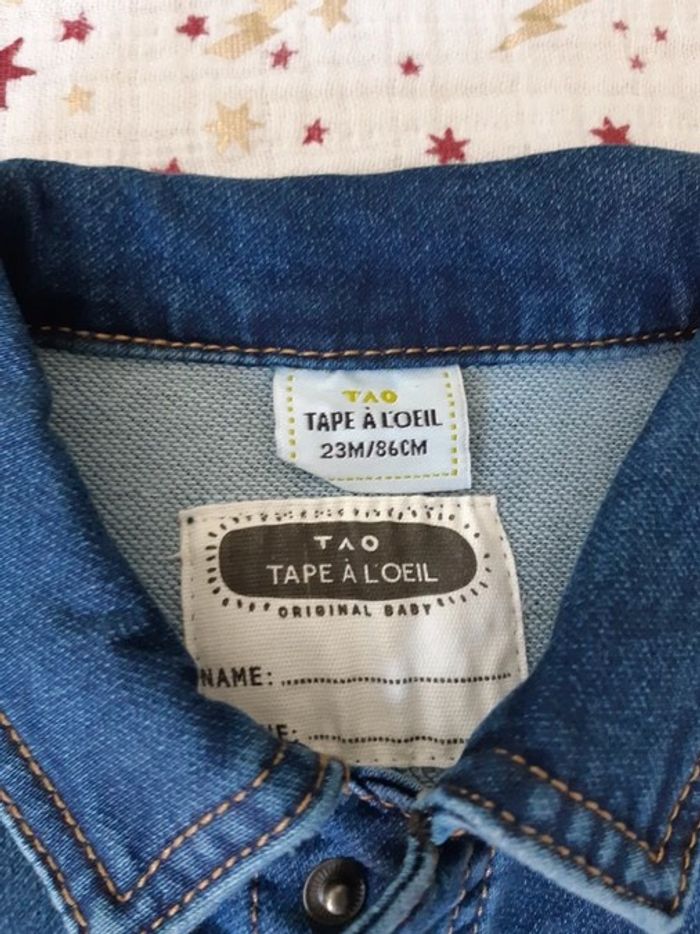 TAO
TAPE À L'OEIL
23M/86CM
TAO
TAPE À L'OEIL
ORIGINAL BABY
NAME: